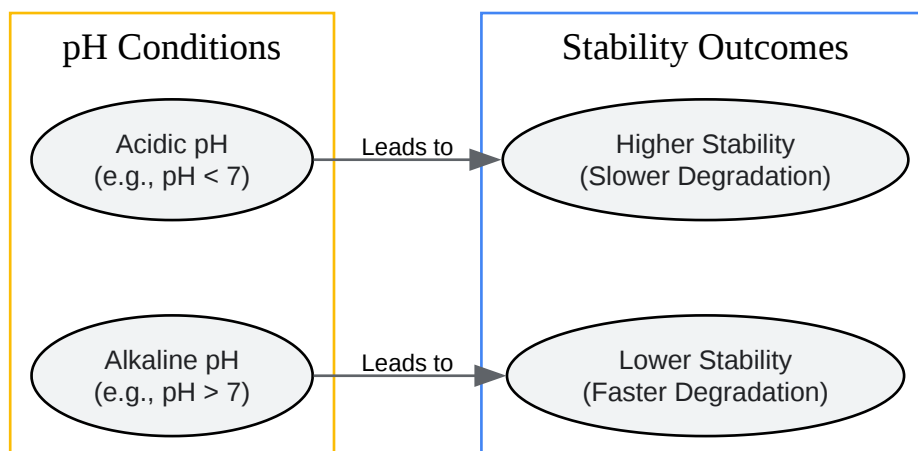 pH Conditions
Stability Outcomes
Acidic pH
(e.g., pH < 7)
Leads to
Higher Stability
(Slower Degradation)
Alkaline pH
(e.g., pH > 7)
Leads to
Lower Stability
(Faster Degradation)